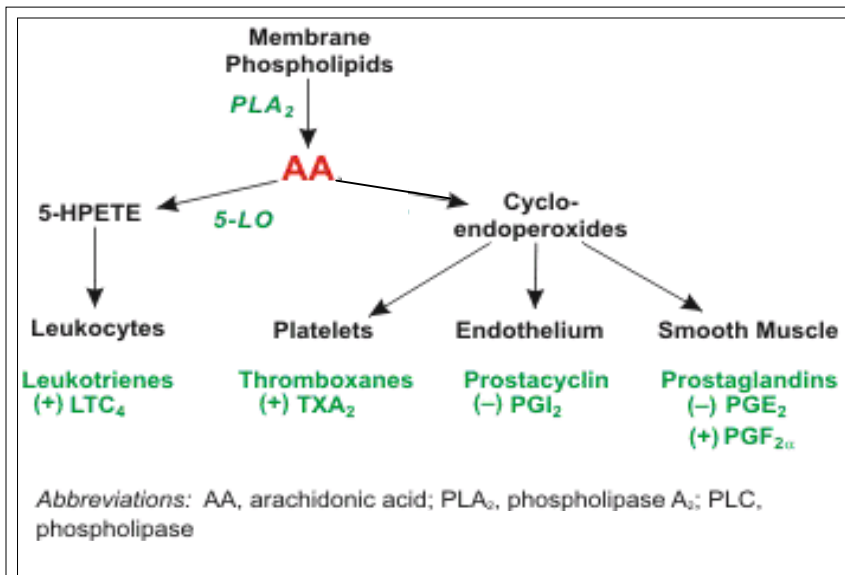 Membrane
Phospholipids
PLA₂
AA
5-HPETE
5-LO
Cyclo-
endoperoxides
Leukocytes Platelets Endothelium Smooth Muscle
Leukotrienes Thromboxanes Prostacyclin Prostaglandins
(+) LTC₄ (+) TXA₂ (–) PGI₂ (–) PGE₂
(+) PGF₂α
Abbreviations: AA, arachidonic acid; PLA₂, phospholipase A₂; PLC,
phospholipase